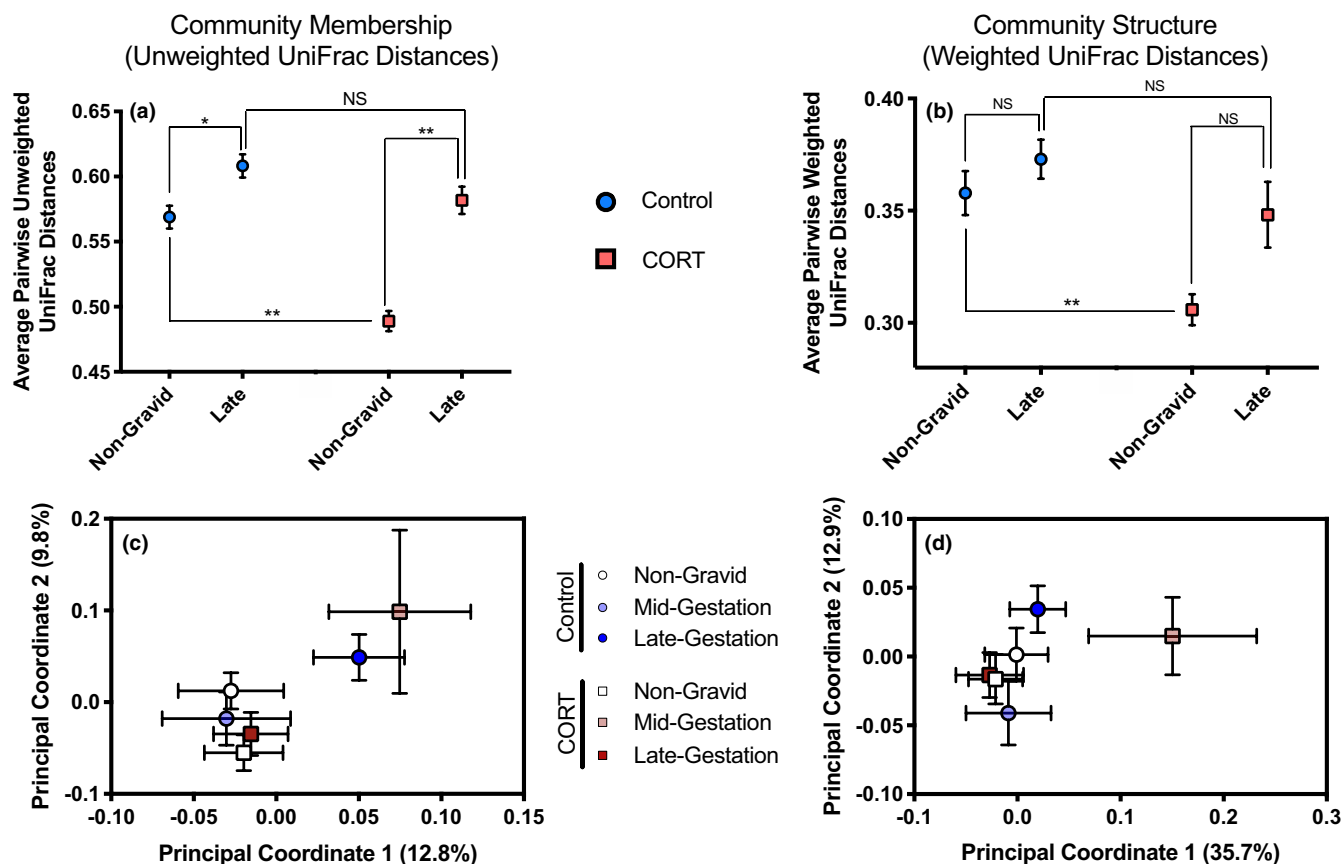 Community Membership
(Unweighted UniFrac Distances)
Community Structure
(Weighted UniFrac Distances)
(a)
Average Pairwise Unweighted
UniFrac Distances
0.65
0.60
0.55
0.50
0.45
*
NS
**
**
Non-Gravid
Late
Non-Gravid
Late
Control
CORT
(b)
Average Pairwise Weighted
UniFrac Distances
0.40
0.35
0.30
NS
NS
NS
**
Non-Gravid
Late
Non-Gravid
Late
(c)
Principal Coordinate 2 (9.8%)
0.2
0.1
0.0
-0.1
-0.10
-0.05
0.00
0.05
0.10
0.15
Principal Coordinate 1 (12.8%)
Control
Non-Gravid
Mid-Gestation
Late-Gestation
CORT
Non-Gravid
Mid-Gestation
Late-Gestation
(d)
Principal Coordinate 2 (12.9%)
0.10
0.05
0.00
-0.05
-0.10
-0.1
0.0
0.1
0.2
0.3
Principal Coordinate 1 (35.7%)